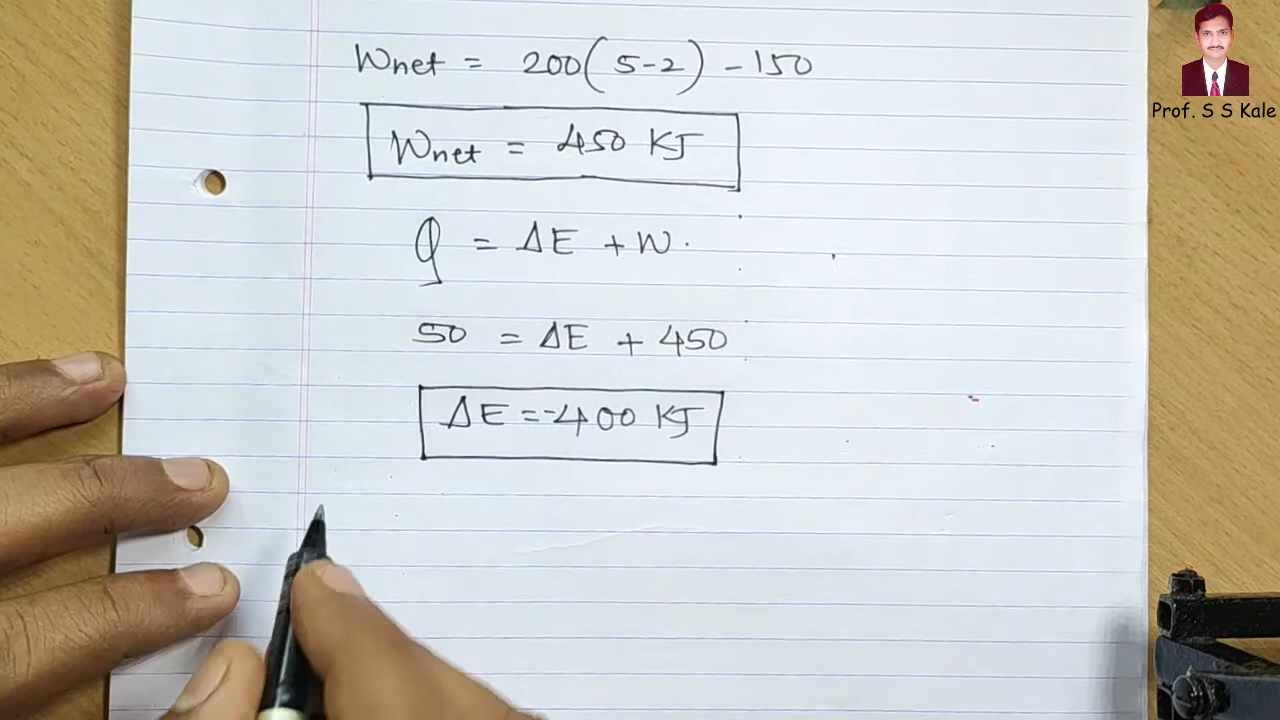 Wnet = 200(5-2) - 150
Wnet = 450 KJ
Q = ΔE + W.
50 = ΔE + 450
ΔE = -400 KJ
Prof. S S Kale